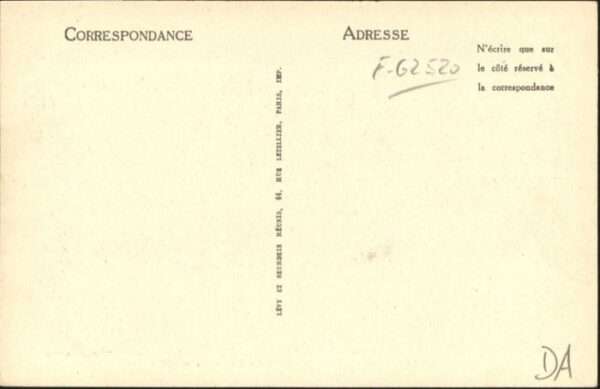 CORRESPONDANCE
ADRESSE
N'écrire que sur
le côté réservé à
la correspondance
F-62520
LÉVY ET NEURDEIN RÉUNIS, 44, RUE LETELLIER, PARIS, IMP.
DA